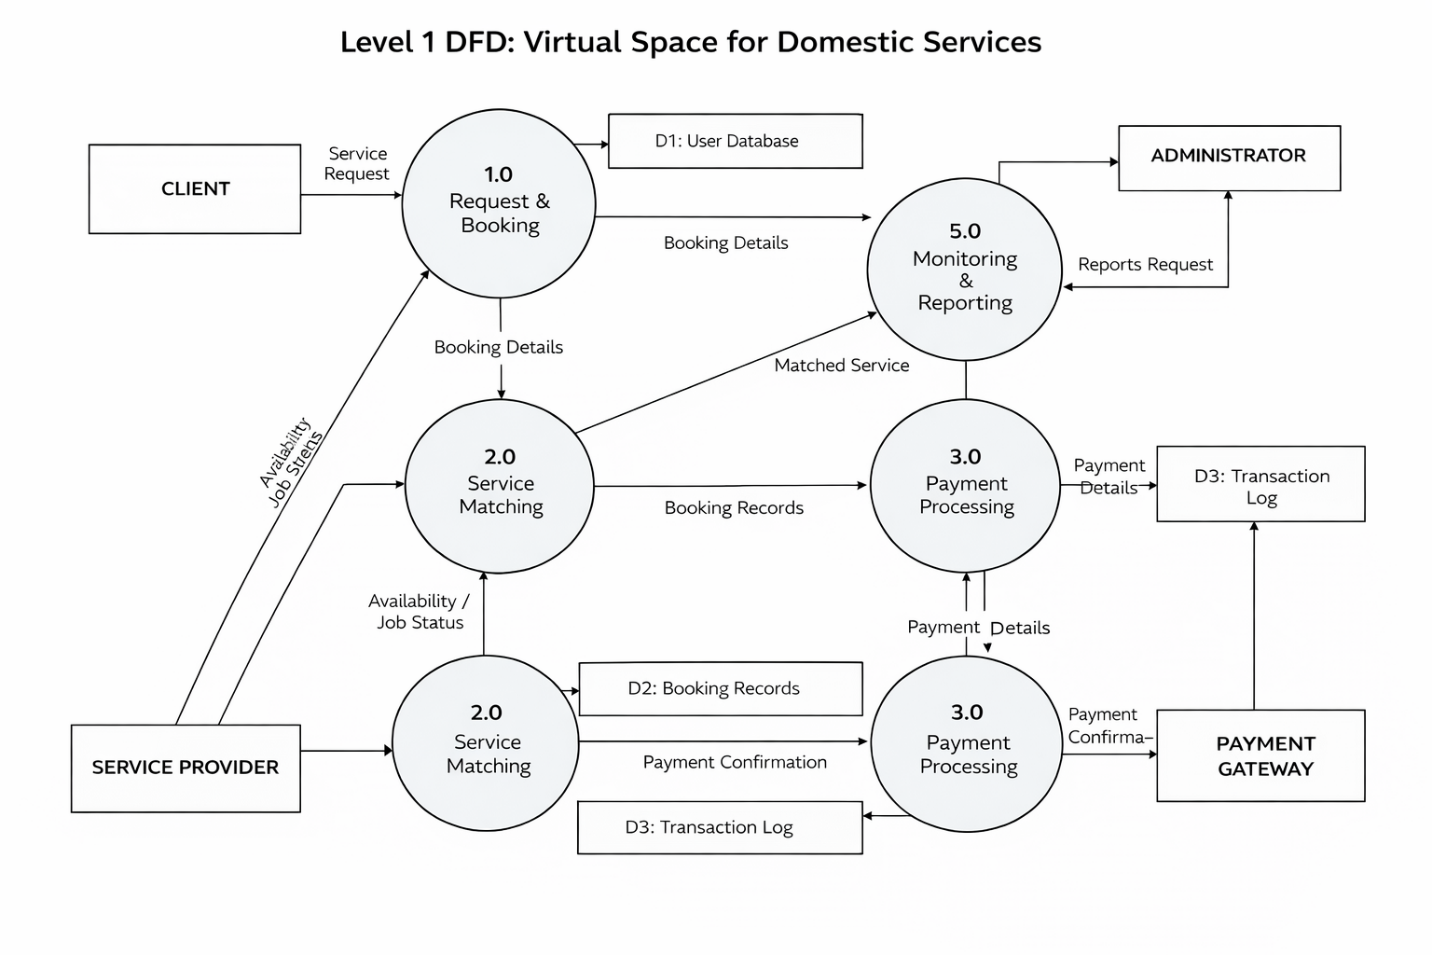 Level 1 DFD: Virtual Space for Domestic Services
CLIENT
Service
Request
1.0
Request &
Booking
D1: User Database
Booking Details
ADMINISTRATOR
5.0
Monitoring
&
Reporting
Reports Request
Booking Details
Matched Service
Availability
Job
2.0
Service
Matching
Booking Records
3.0
Payment
Processing
Payment
Details
D3: Transaction
Log
Availability /
Job Status
Payment Details
SERVICE PROVIDER
2.0
Service
Matching
D2: Booking Records
Payment Confirmation
D3: Transaction Log
3.0
Payment
Processing
Payment
Confirma–
PAYMENT
GATEWAY